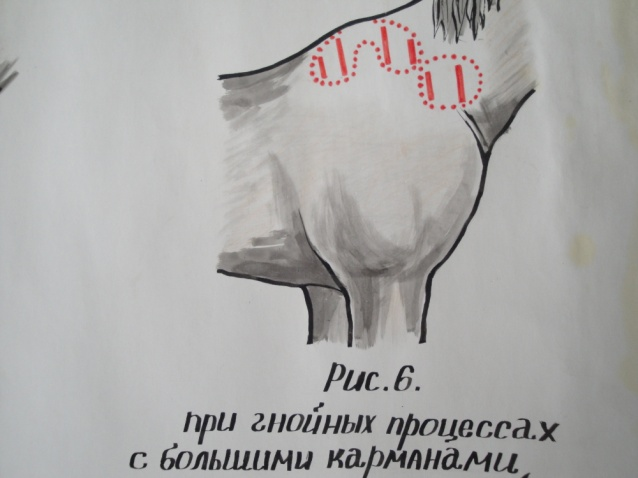 Рис. 6.
при гнойных процессах
с большими карманами,